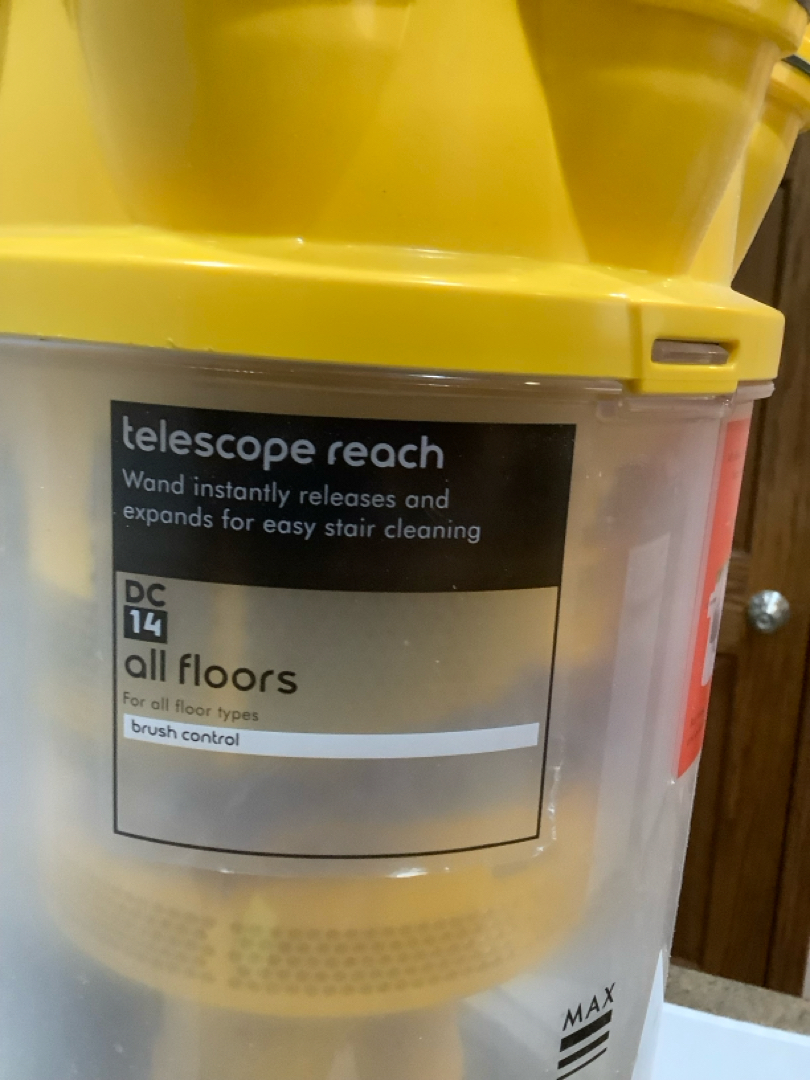 telescope reach
Wand instantly releases and
expands for easy stair cleaning
DC
14
all floors
For all floor types
brush control
MAX